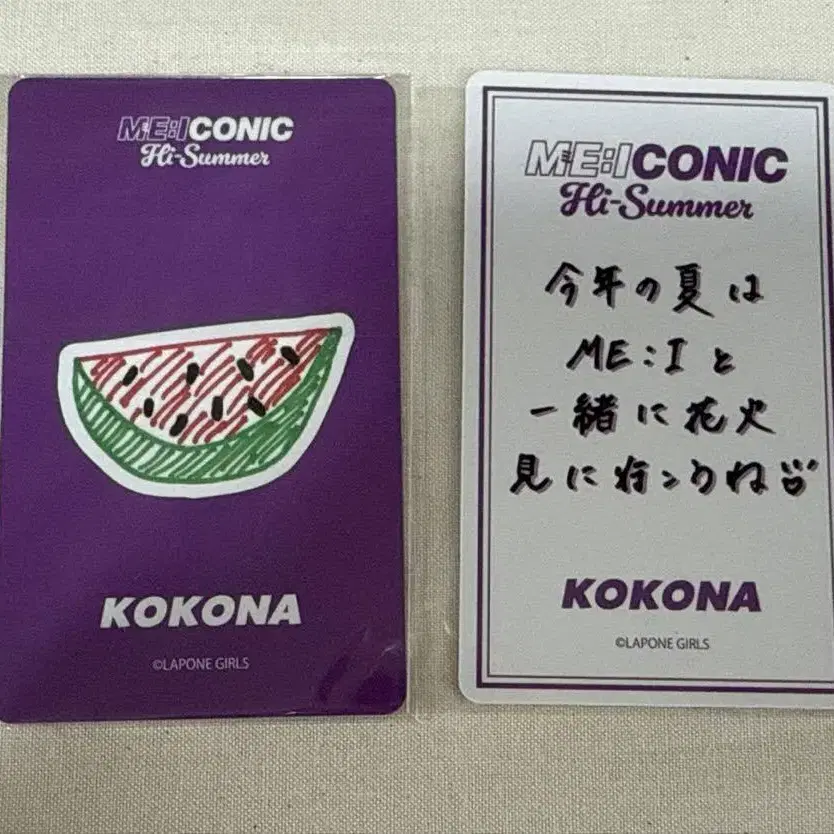 ME:ICONIC
Hi-Summer
KOKONA
©LAPONE GIRLS
ME:ICONIC
Hi-Summer
今年の夏は
ME:Iと
一緒に花火
見に行こうね
KOKONA
©LAPONE GIRLS